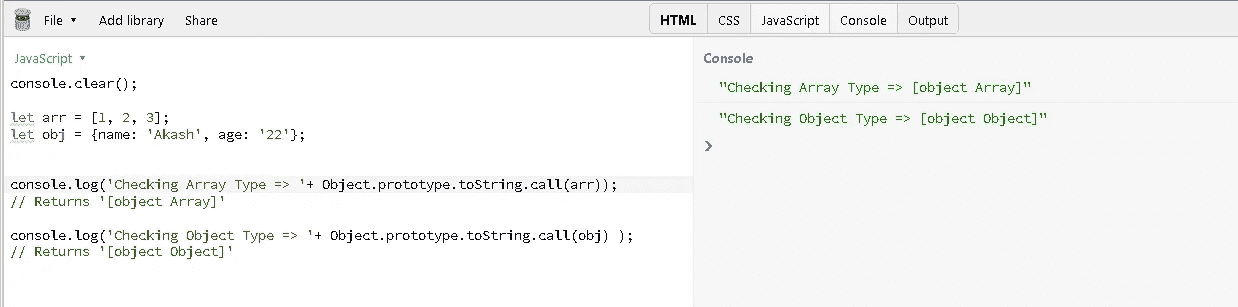 File ▾ Add library Share HTML CSS JavaScript Console Output
JavaScript ▾
console.clear();
let arr = [1, 2, 3];
let obj = {name: 'Akash', age: '22'};
console.log('Checking Array Type => '+ Object.prototype.toString.call(arr));
// Returns '[object Array]'
console.log('Checking Object Type => '+ Object.prototype.toString.call(obj) );
// Returns '[object Object]'
Console
"Checking Array Type => [object Array]"
"Checking Object Type => [object Object]"
>